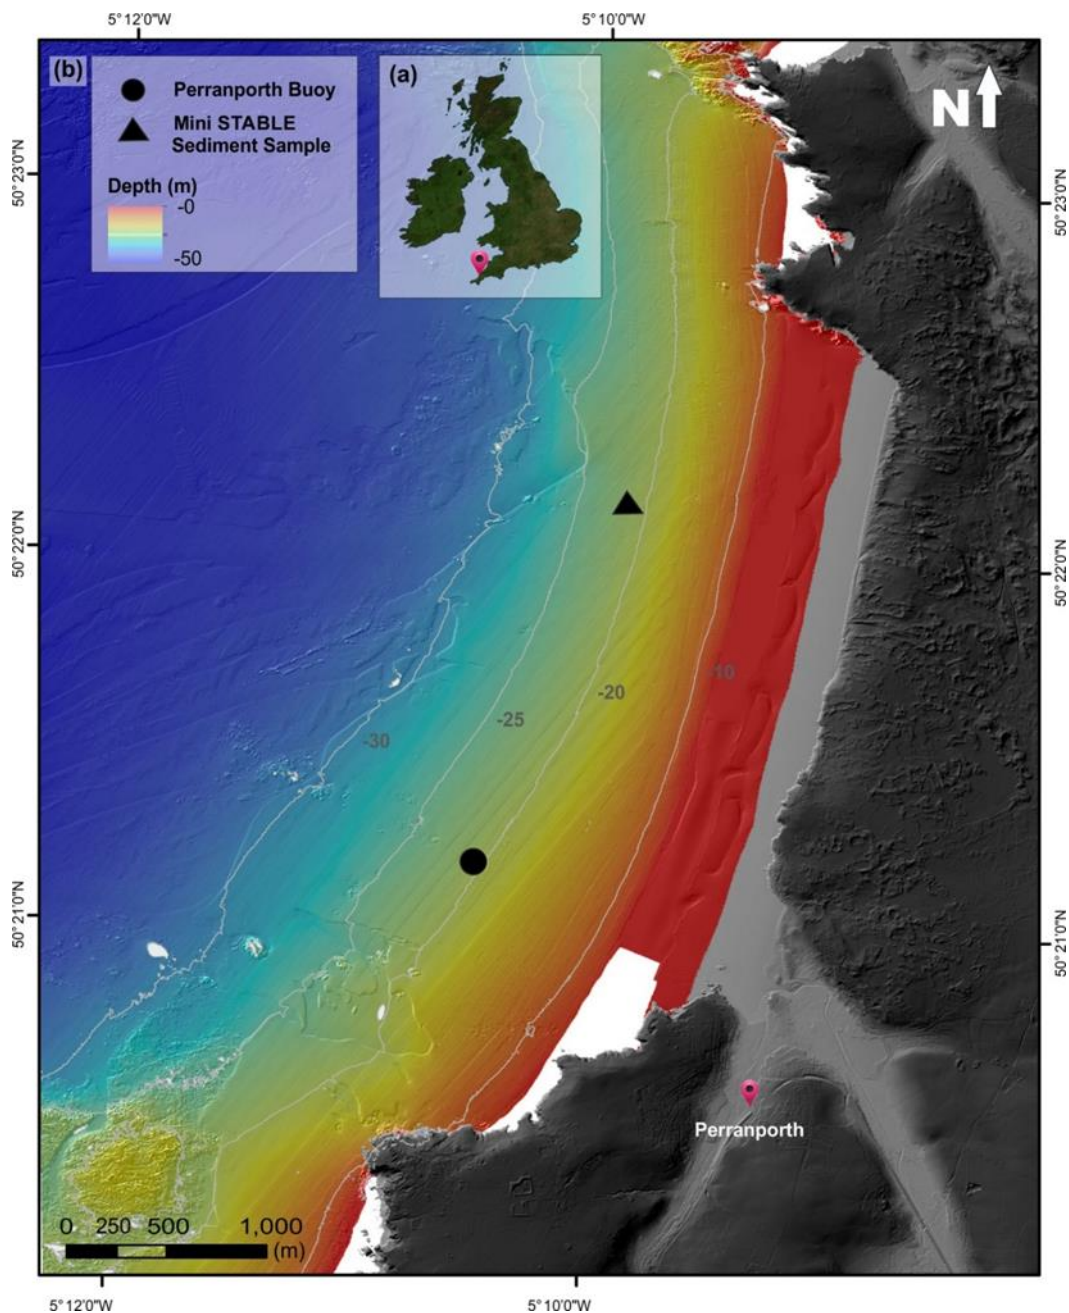 5°12'0"W
5°10'0"W
(b)
Perranporth Buoy
Mini STABLE
Sediment Sample
Depth (m)
-0
-50
(a)
N
50°23'0"N
50°23'0"N
50°22'0"N
50°22'0"N
-10
-20
-25
-30
50°21'0"N
50°21'0"N
Perranporth
0 250 500 1,000
(m)
5°12'0"W
5°10'0"W